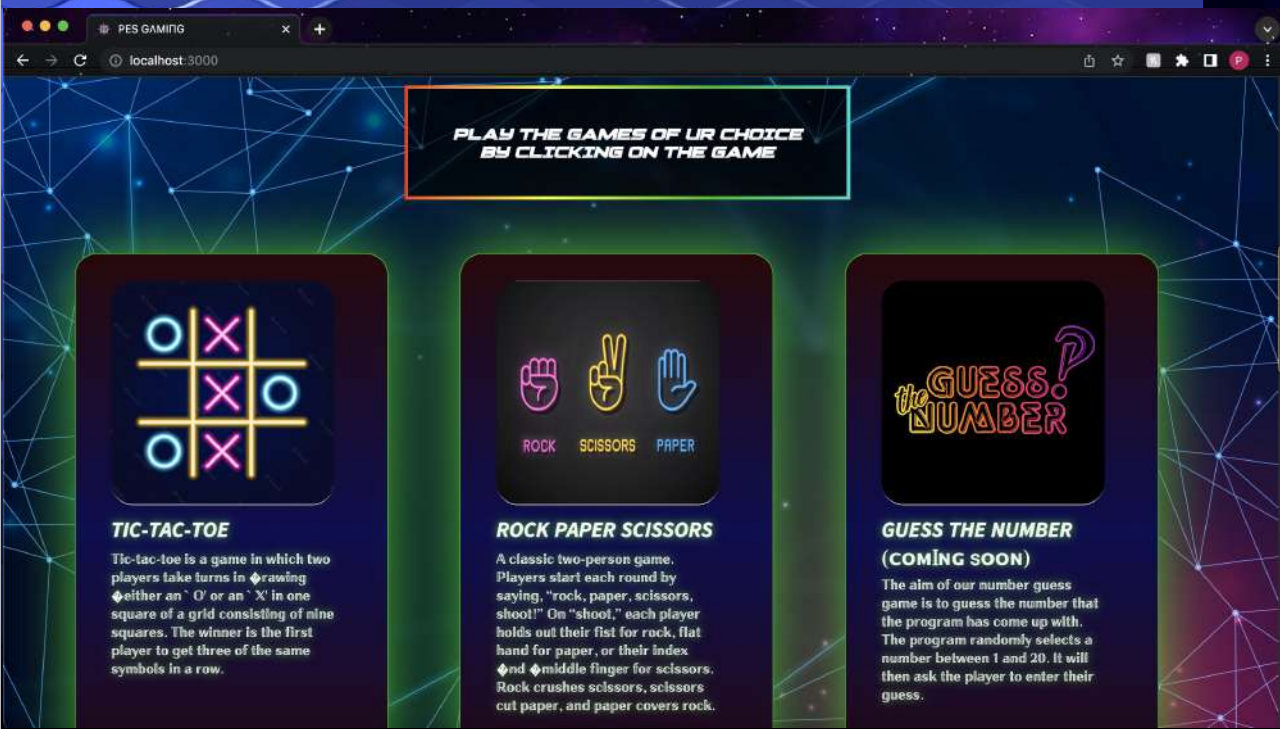 PES GAMING
localhost:3000
P
PLAY THE GAMES OF UR CHOICE
BY CLICKING ON THE GAME
ROCK SCISSORS PAPER
the GUESS?
NUMBER
TIC-TAC-TOE
Tic-tac-toe is a game in which two
players take turns in �rawing
�either an ` O' or an ` X' in one
square of a grid consisting of nine
squares. The winner is the first
player to get three of the same
symbols in a row.
ROCK PAPER SCISSORS
A classic two-person game.
Players start each round by
saying, “rock, paper, scissors,
shoot!” On “shoot,” each player
holds out their fist for rock, flat
hand for paper, or their index
�nd �middle finger for scissors.
Rock crushes scissors, scissors
cut paper, and paper covers rock.
GUESS THE NUMBER
(COMING SOON)
The aim of our number guess
game is to guess the number that
the program has come up with.
The program randomly selects a
number between 1 and 20. It will
then ask the player to enter their
guess.